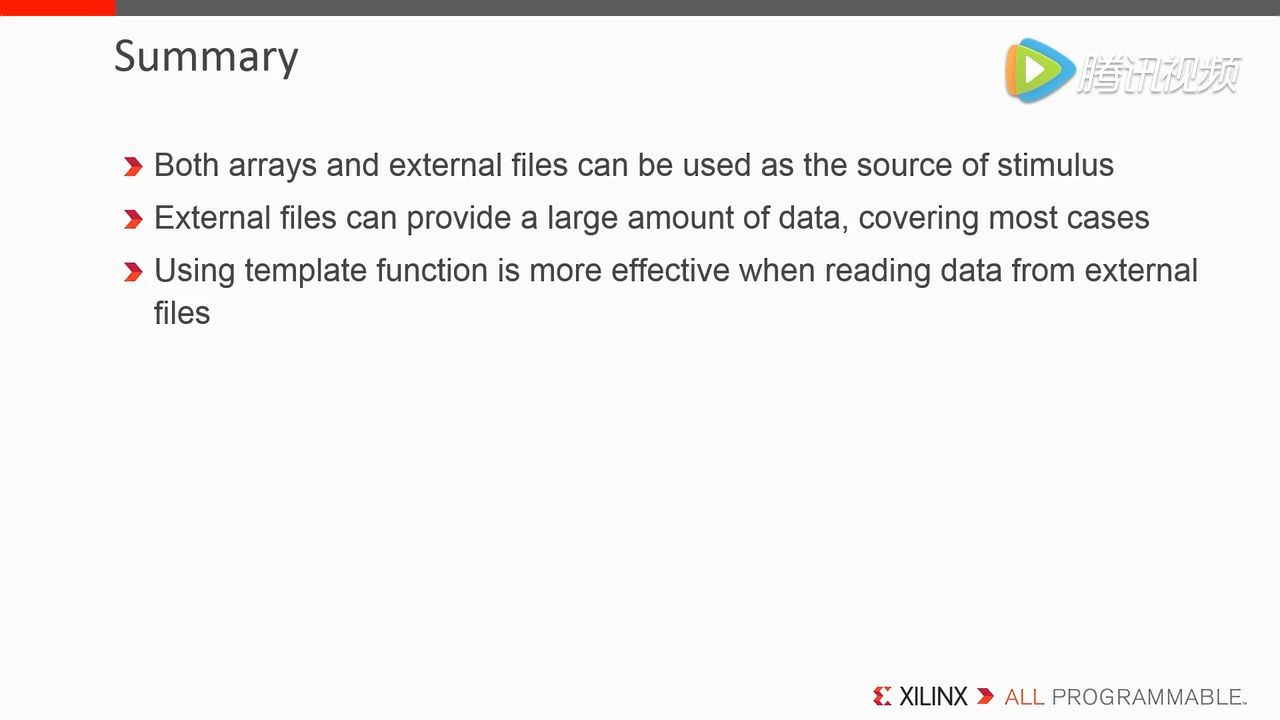 Summary
腾讯视频
Both arrays and external files can be used as the source of stimulus
External files can provide a large amount of data, covering most cases
Using template function is more effective when reading data from external
files
XILINX ALL PROGRAMMABLE™